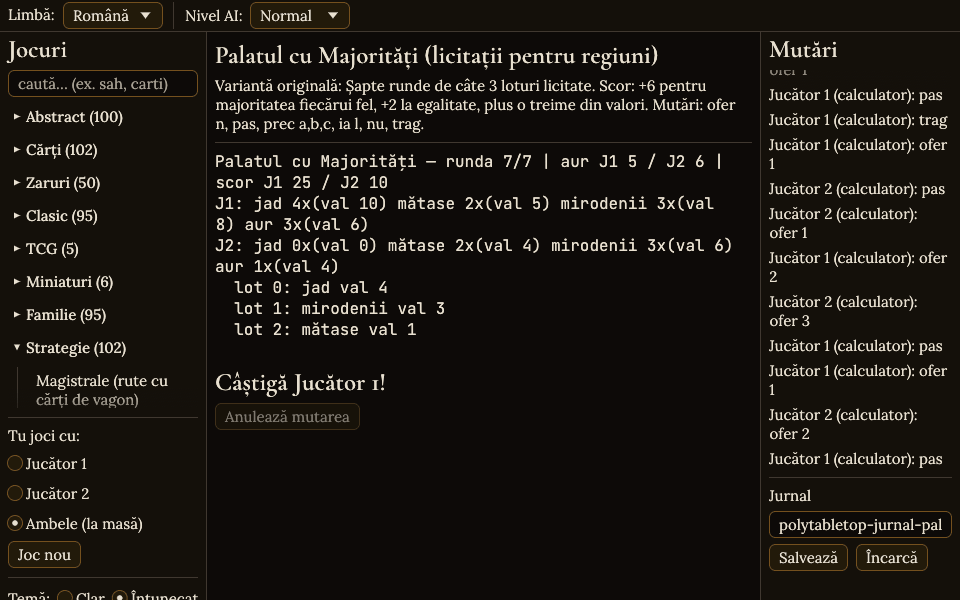 Limbă:
Română
Nivel AI:
Normal
Jocuri
caută... (ex. sah, carti)
Abstract (100)
Cărți (102)
Zaruri (50)
Clasic (95)
TCG (5)
Miniaturi (6)
Familie (95)
Strategie (102)
Magistrale (rute cu
cărți de vagon)
Tu joci cu:
Jucător 1
Jucător 2
Ambele (la masă)
Joc nou
Temă: Clar Întunecat
Palatul cu Majorități (licitații pentru regiuni)
Variantă originală: Șapte runde de câte 3 loturi licitate. Scor: +6 pentru
majoritatea fiecărui fel, +2 la egalitate, plus o treime din valori. Mutări: ofer
n, pas, prec a,b,c, ia l, nu, trag.
Palatul cu Majorități — runda 7/7 | aur J1 5 / J2 6 |
scor J1 25 / J2 10
J1: jad 4x(val 10) mătase 2x(val 5) mirodenii 3x(val
8) aur 3x(val 6)
J2: jad 0x(val 0) mătase 2x(val 4) mirodenii 3x(val 6)
aur 1x(val 4)
lot 0: jad val 4
lot 1: mirodenii val 3
lot 2: mătase val 1
Câștigă Jucător 1!
Anulează mutarea
Mutări
ofer 1
Jucător 1 (calculator): pas
Jucător 1 (calculator): trag
Jucător 1 (calculator): ofer
1
Jucător 2 (calculator): pas
Jucător 2 (calculator):
ofer 1
Jucător 1 (calculator): ofer
2
Jucător 2 (calculator):
ofer 3
Jucător 1 (calculator): pas
Jucător 1 (calculator): ofer
1
Jucător 2 (calculator):
ofer 2
Jucător 1 (calculator): pas
Jurnal
polytabletop-jurnal-pal
Salvează
Încarcă